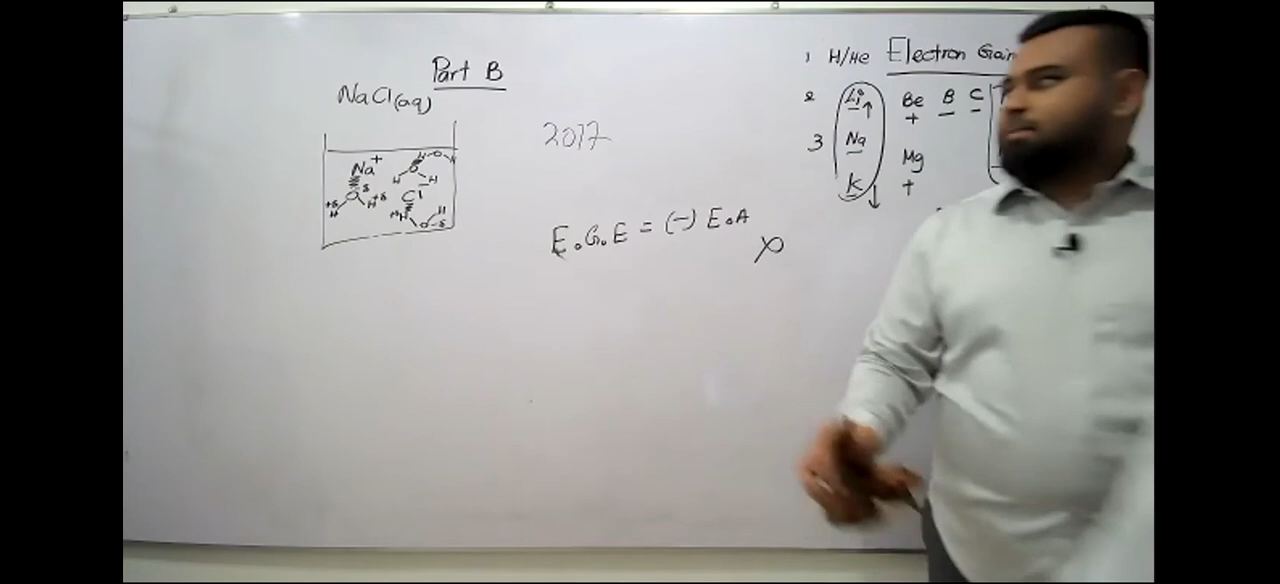 Part B
NaCl(aq)
2017
Na+
Cl-
E.G.E = (-) E.A
1 H/He Electron Gain
2 Li Be B C
+
3 Na Mg
+
K